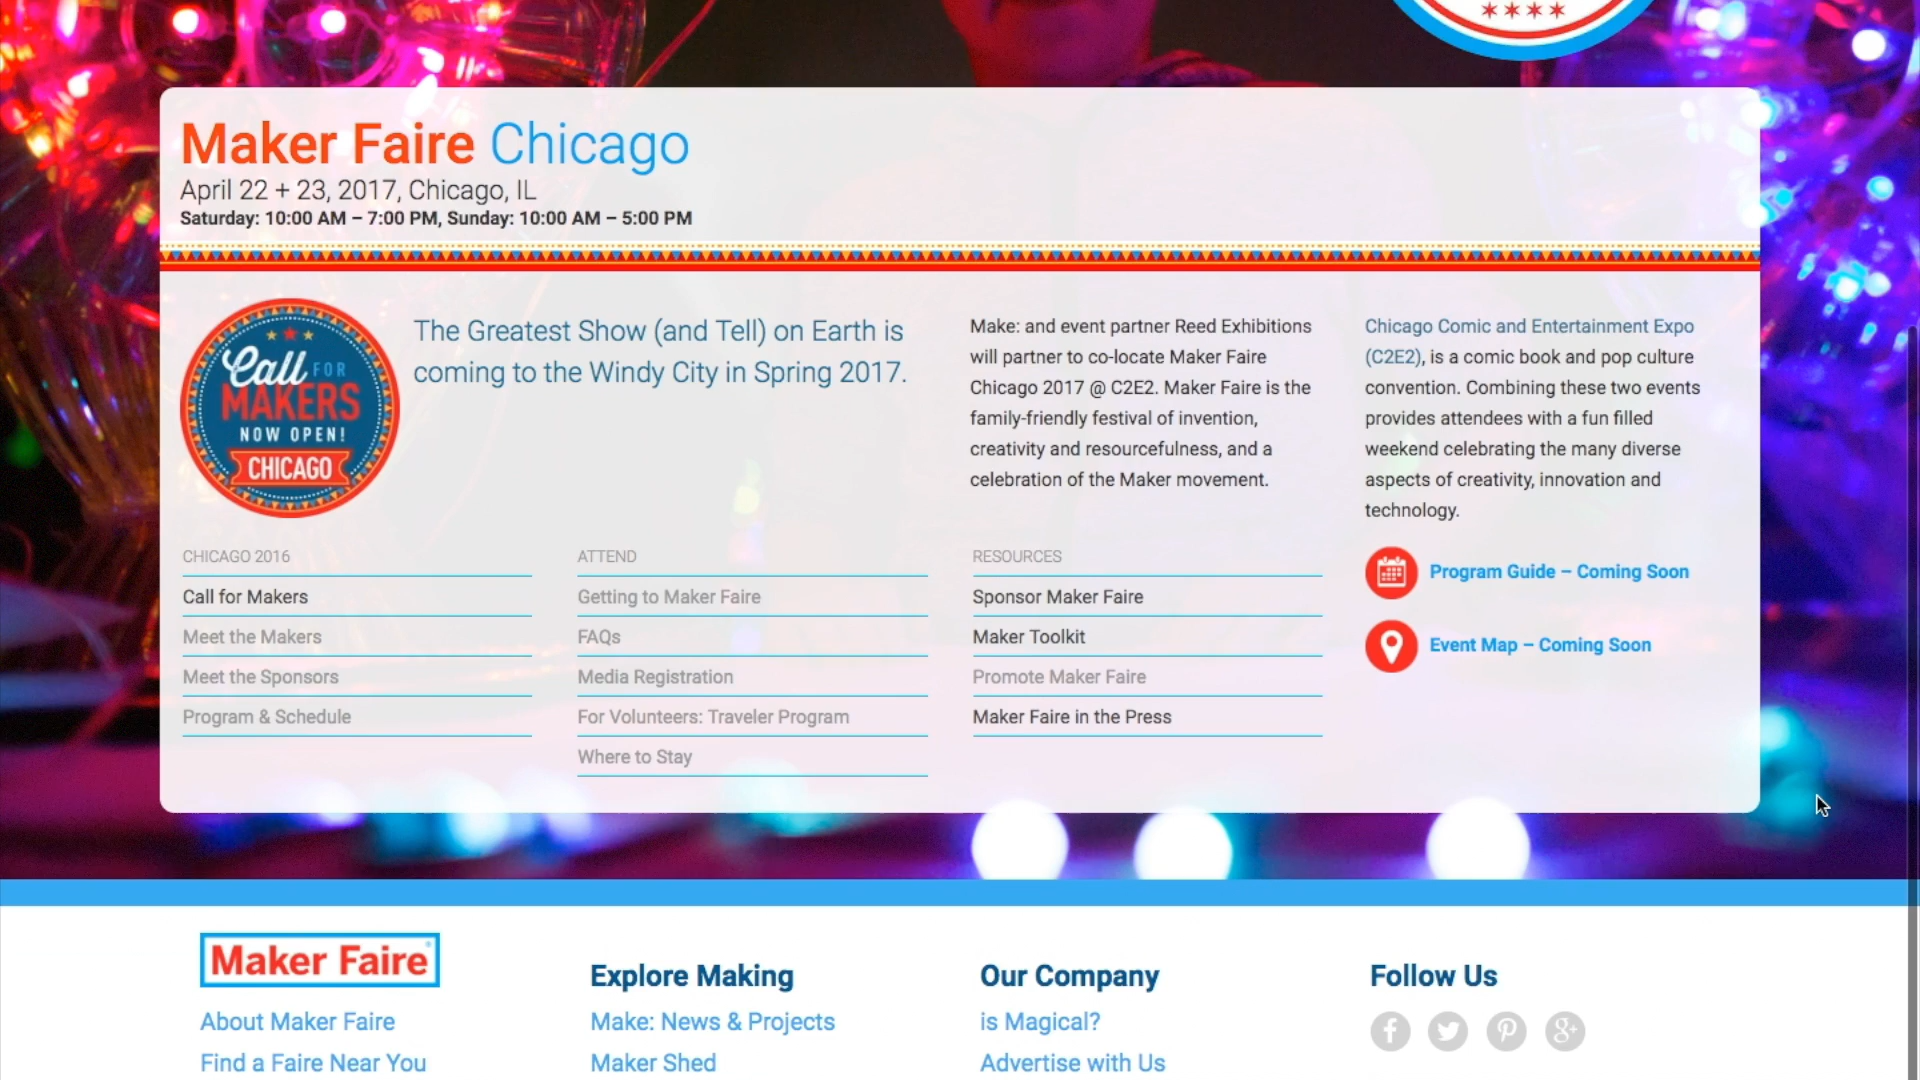 Maker Faire Chicago
April 22 + 23, 2017, Chicago, IL
Saturday: 10:00 AM – 7:00 PM, Sunday: 10:00 AM – 5:00 PM
Call FOR
MAKERS
NOW OPEN!
CHICAGO
The Greatest Show (and Tell) on Earth is
coming to the Windy City in Spring 2017.
Make: and event partner Reed Exhibitions
will partner to co-locate Maker Faire
Chicago 2017 @ C2E2. Maker Faire is the
family-friendly festival of invention,
creativity and resourcefulness, and a
celebration of the Maker movement.
Chicago Comic and Entertainment Expo
(C2E2), is a comic book and pop culture
convention. Combining these two events
provides attendees with a fun filled
weekend celebrating the many diverse
aspects of creativity, innovation and
technology.
CHICAGO 2016
Call for Makers
Meet the Makers
Meet the Sponsors
Program & Schedule
ATTEND
Getting to Maker Faire
FAQs
Media Registration
For Volunteers: Traveler Program
Where to Stay
RESOURCES
Sponsor Maker Faire
Maker Toolkit
Promote Maker Faire
Maker Faire in the Press
Program Guide – Coming Soon
Event Map – Coming Soon
Maker Faire®
About Maker Faire
Find a Faire Near You
Explore Making
Make: News & Projects
Maker Shed
Our Company
is Magical?
Advertise with Us
Follow Us